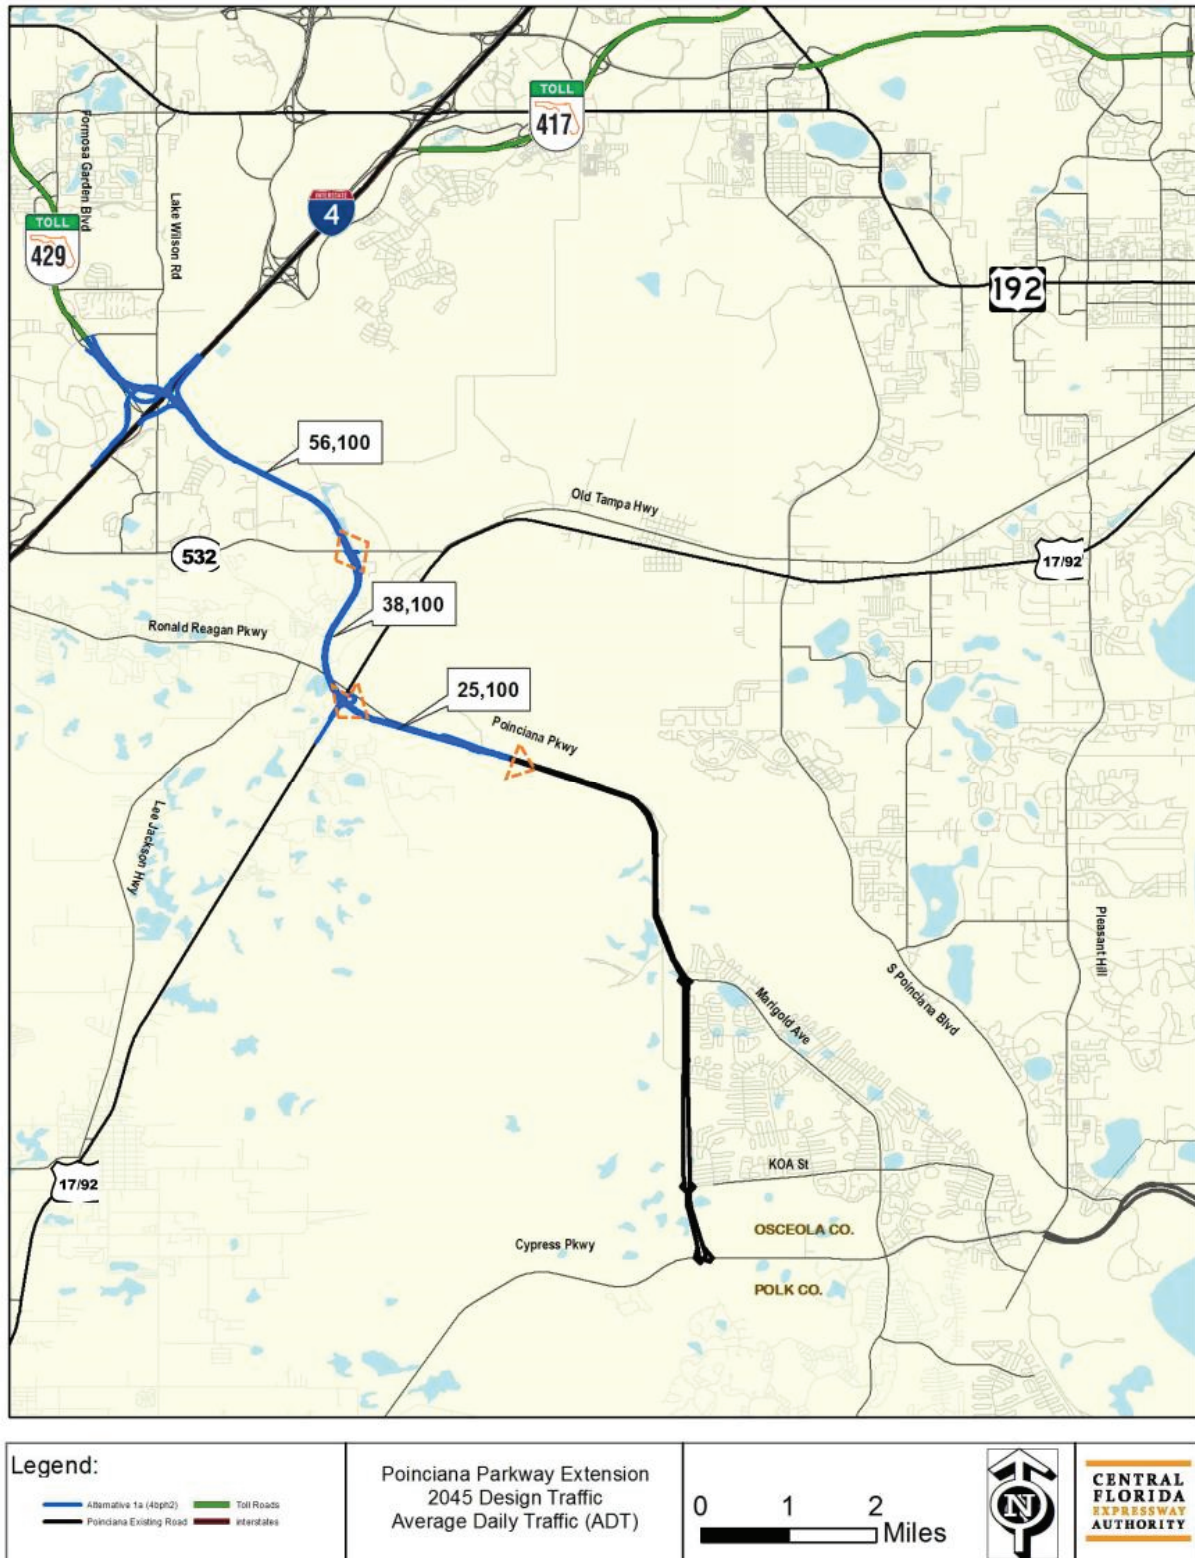 TOLL
417
Formosa Garden Blvd
Lake Wilson Rd
INTERSTATE
4
TOLL
429
192
56,100
Old Tampa Hwy
532
17/92
38,100
Ronald Reagan Pkwy
25,100
Poinciana Pkwy
Lee Jackson Hwy
Pleasant Hill
S Poinciana Blvd
Marigold Ave
KOA St
17/92
OSCEOLA CO.
Cypress Pkwy
POLK CO.
Legend:
Alternative 1a (4bph2)
Toll Roads
Poinciana Existing Road
interstates
Poinciana Parkway Extension
2045 Design Traffic
Average Daily Traffic (ADT)
0 1 2
Miles
N
CENTRAL
FLORIDA
EXPRESSWAY
AUTHORITY